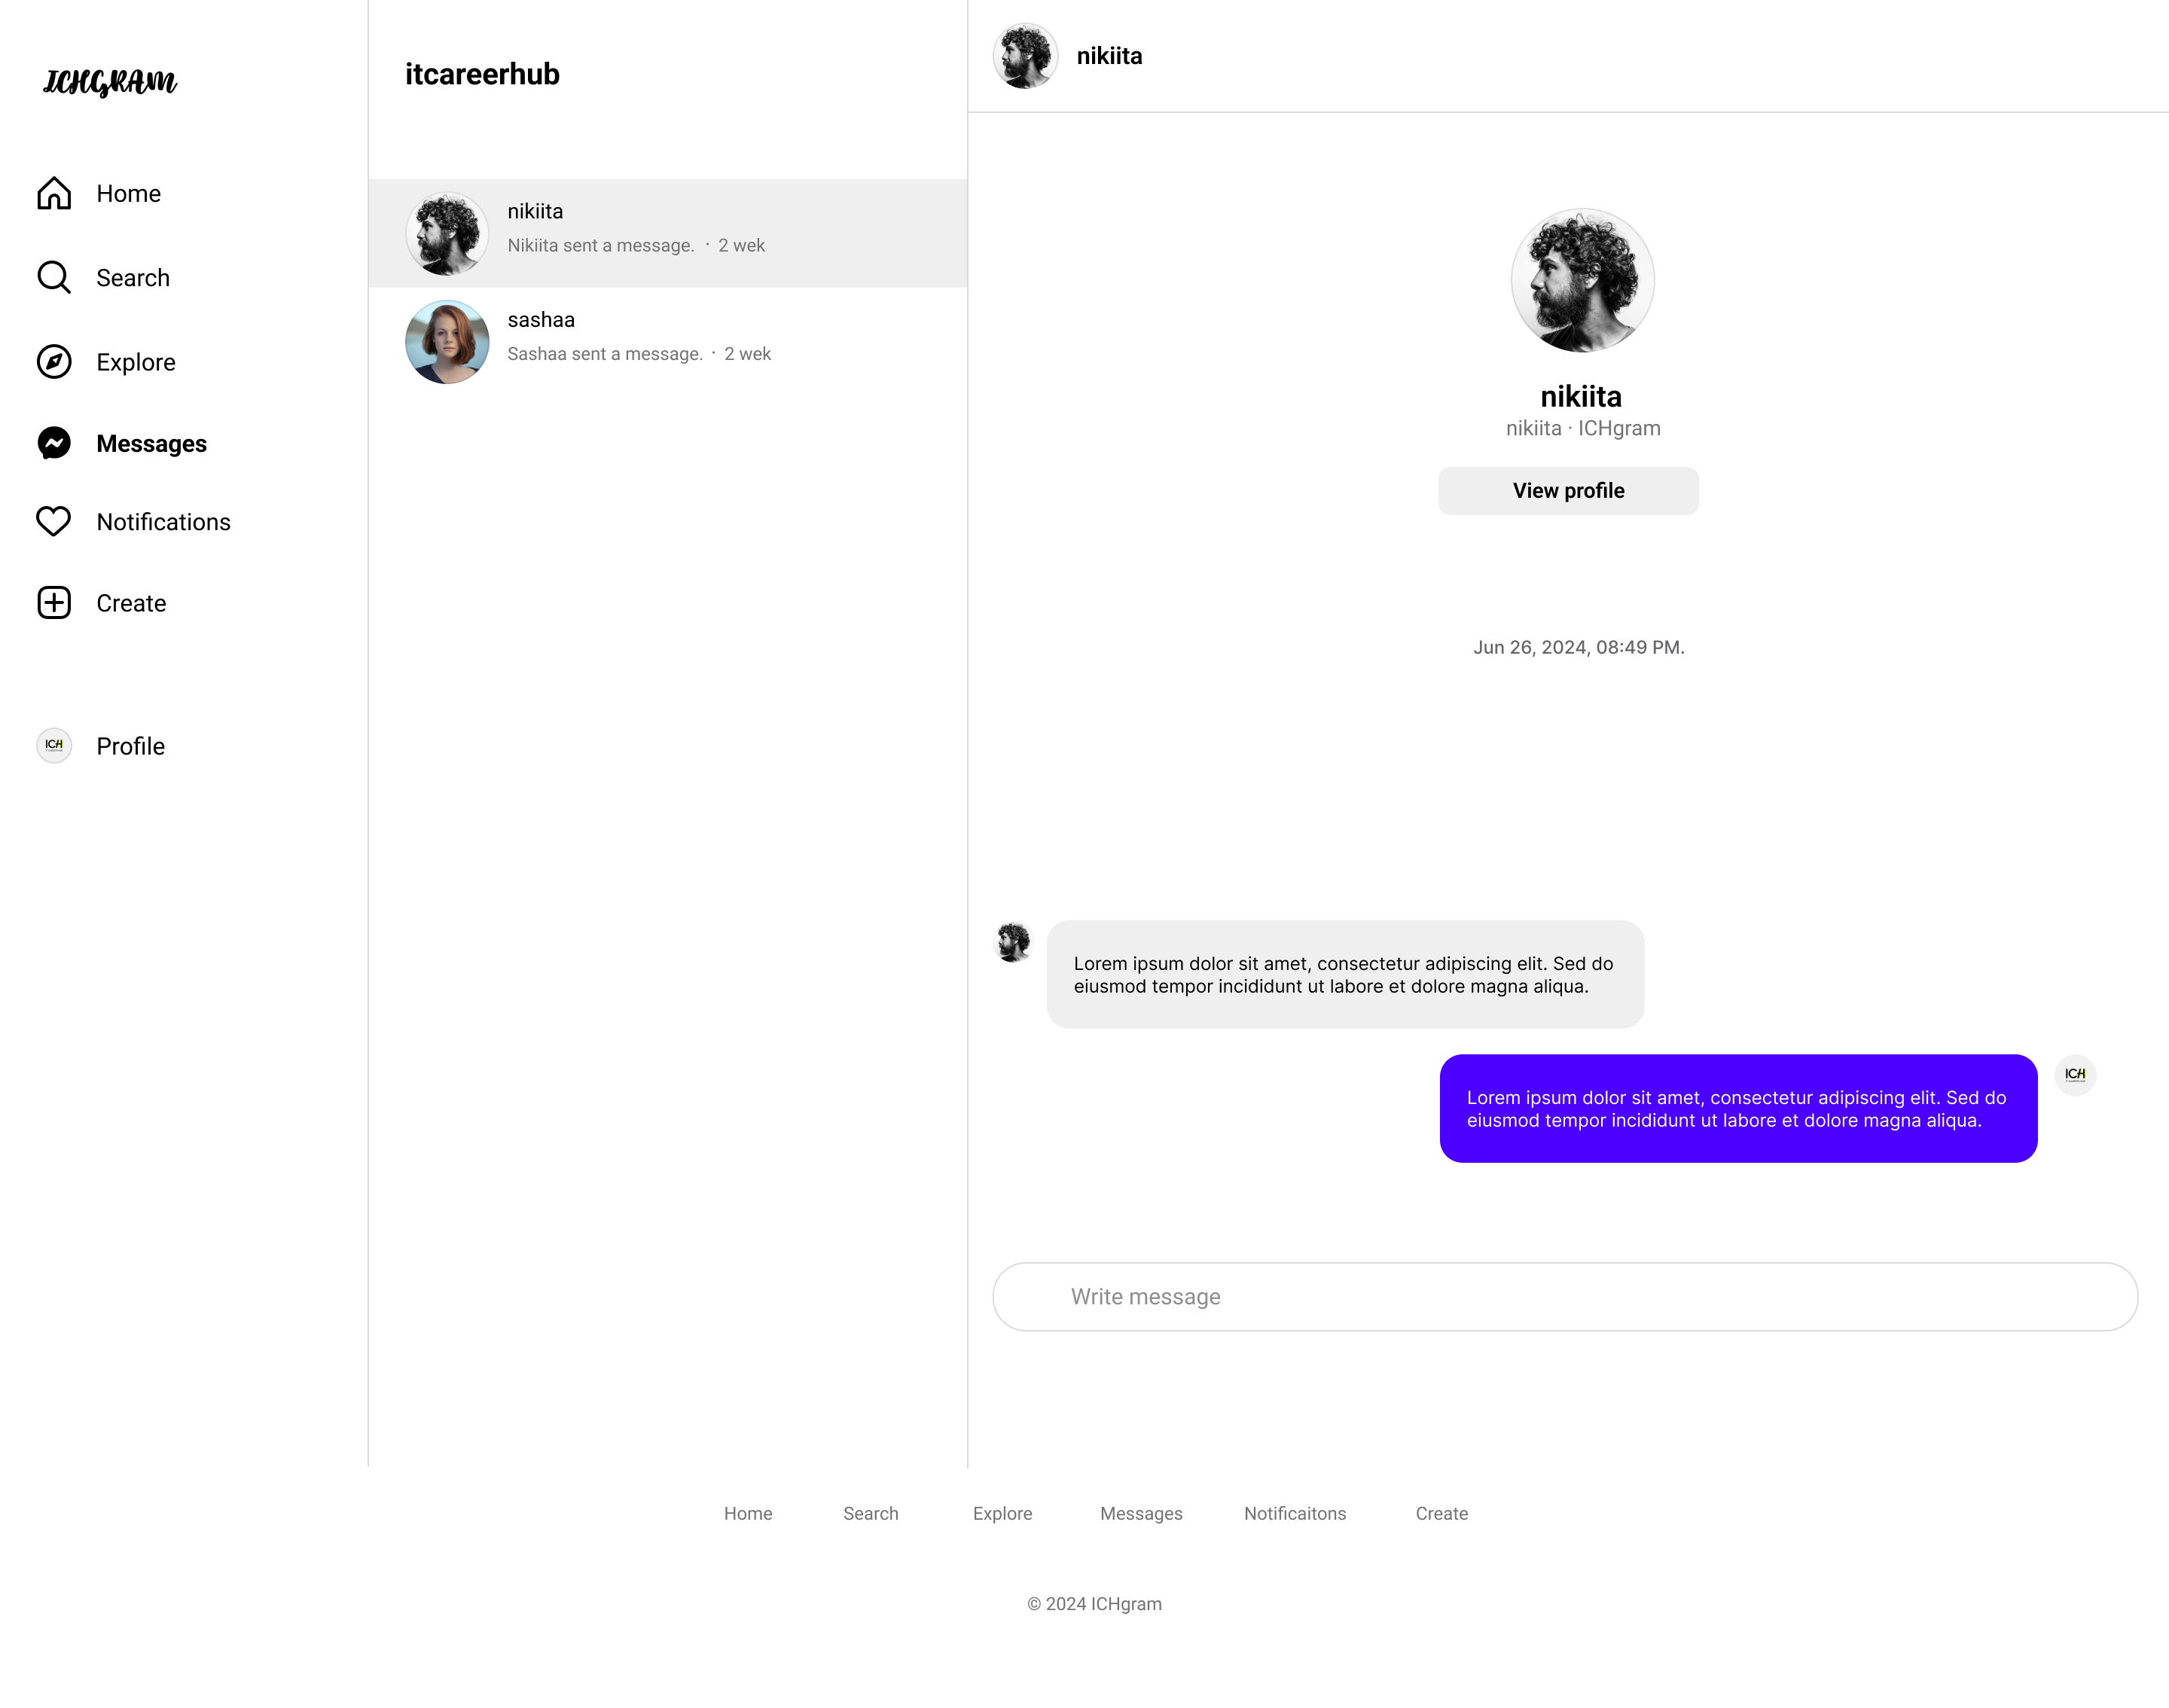 ICHGRAM
Home
Search
Explore
Messages
Notifications
Create
ICH
Profile
itcareerhub
nikiita
Nikiita sent a message. · 2 wek
sashaa
Sashaa sent a message. · 2 wek
nikiita
nikiita
nikiita · ICHgram
View profile
Jun 26, 2024, 08:49 PM.
Lorem ipsum dolor sit amet, consectetur adipiscing elit. Sed do
eiusmod tempor incididunt ut labore et dolore magna aliqua.
Lorem ipsum dolor sit amet, consectetur adipiscing elit. Sed do
eiusmod tempor incididunt ut labore et dolore magna aliqua.
ICH
Write message
Home Search Explore Messages Notificaitons Create
© 2024 ICHgram